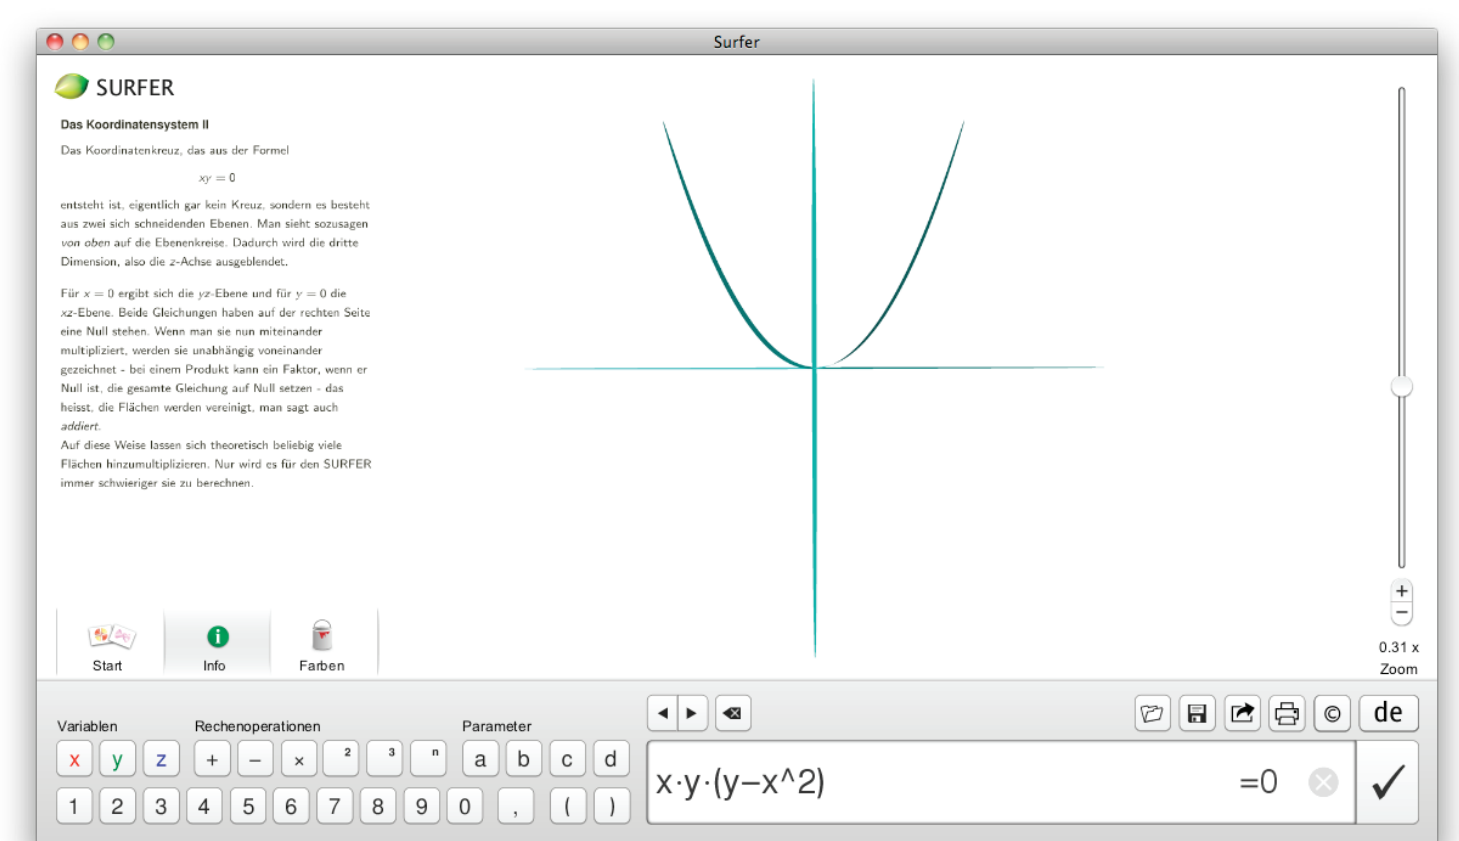 Surfer
SURFER
Das Koordinatensystem II
Das Koordinatenkreuz, das aus der Formel
xy = 0
entsteht ist, eigentlich gar kein Kreuz, sondern es besteht
aus zwei sich schneidenden Ebenen. Man sieht sozusagen
von oben auf die Ebenenkreise. Dadurch wird die dritte
Dimension, also die z-Achse ausgeblendet.
Für x = 0 ergibt sich die yz-Ebene und für y = 0 die
xz-Ebene. Beide Gleichungen haben auf der rechten Seite
eine Null stehen. Wenn man sie nun miteinander
multipliziert, werden sie unabhängig voneinander
gezeichnet - bei einem Produkt kann ein Faktor, wenn er
Null ist, die gesamte Gleichung auf Null setzen - das
heisst, die Flächen werden vereinigt, man sagt auch
addiert.
Auf diese Weise lassen sich theoretisch beliebig viele
Flächen hinzumultiplizieren. Nur wird es für den SURFER
immer schwieriger sie zu berechnen.
Start Info Farben
+
−
0.31 x
Zoom
Variablen Rechenoperationen Parameter
© de
x y z + − × 2 3 n a b c d
1 2 3 4 5 6 7 8 9 0 , ( )
x·y·(y−x^2) =0